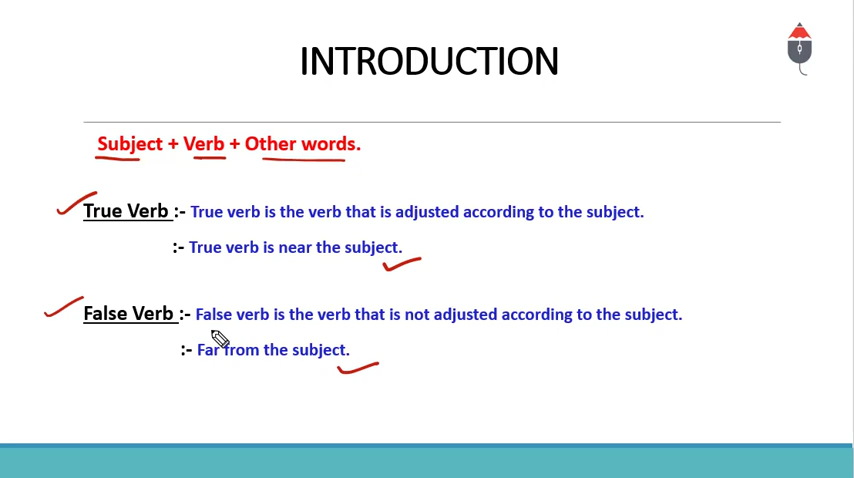 INTRODUCTION
Subject + Verb + Other words.
True Verb :- True verb is the verb that is adjusted according to the subject.
:- True verb is near the subject.
False Verb :- False verb is the verb that is not adjusted according to the subject.
:- Far from the subject.